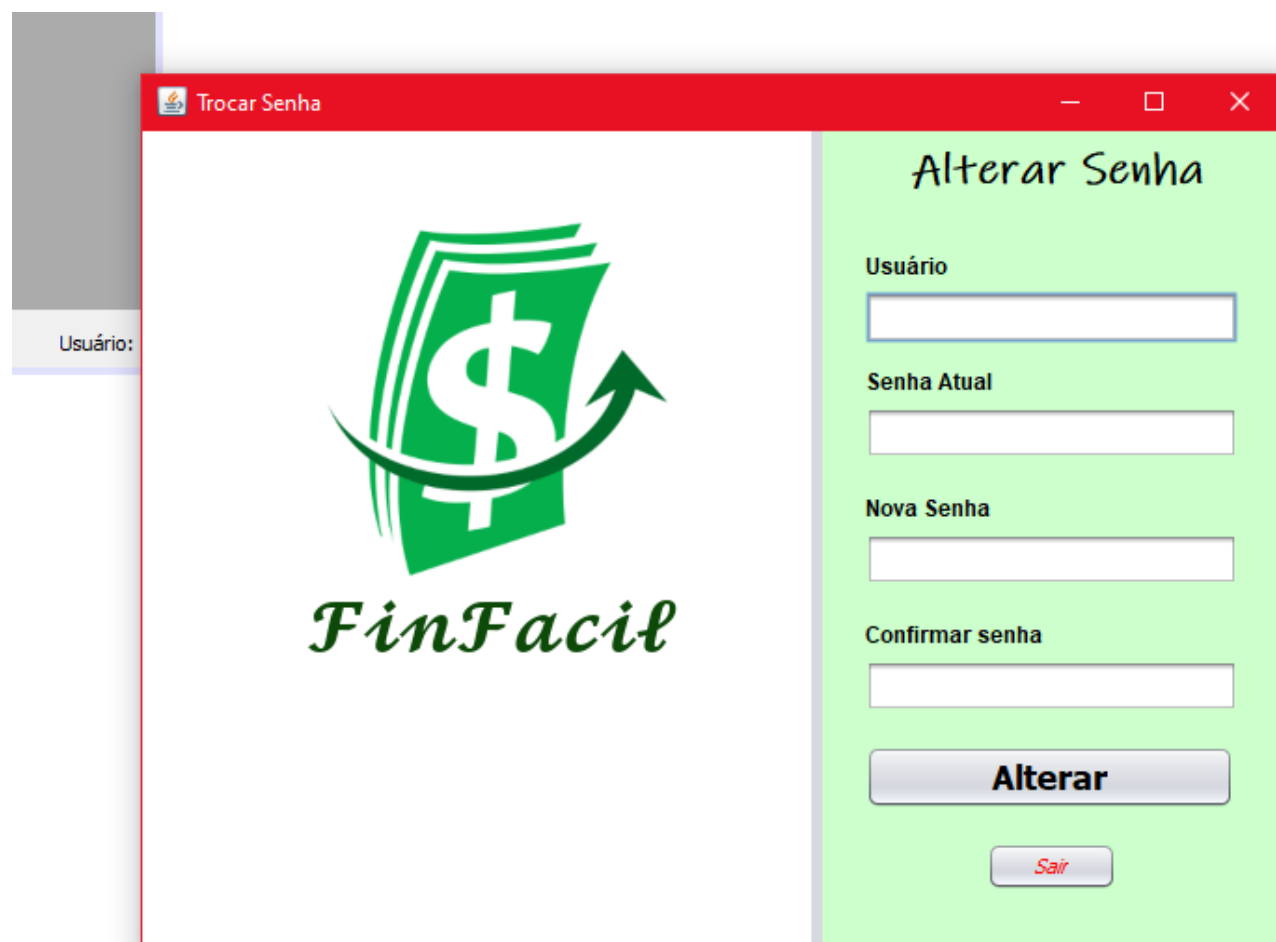 Trocar Senha
Alterar Senha
Usuário
Usuário:
Senha Atual
Nova Senha
FinFacil
Confirmar senha
Alterar
Sair